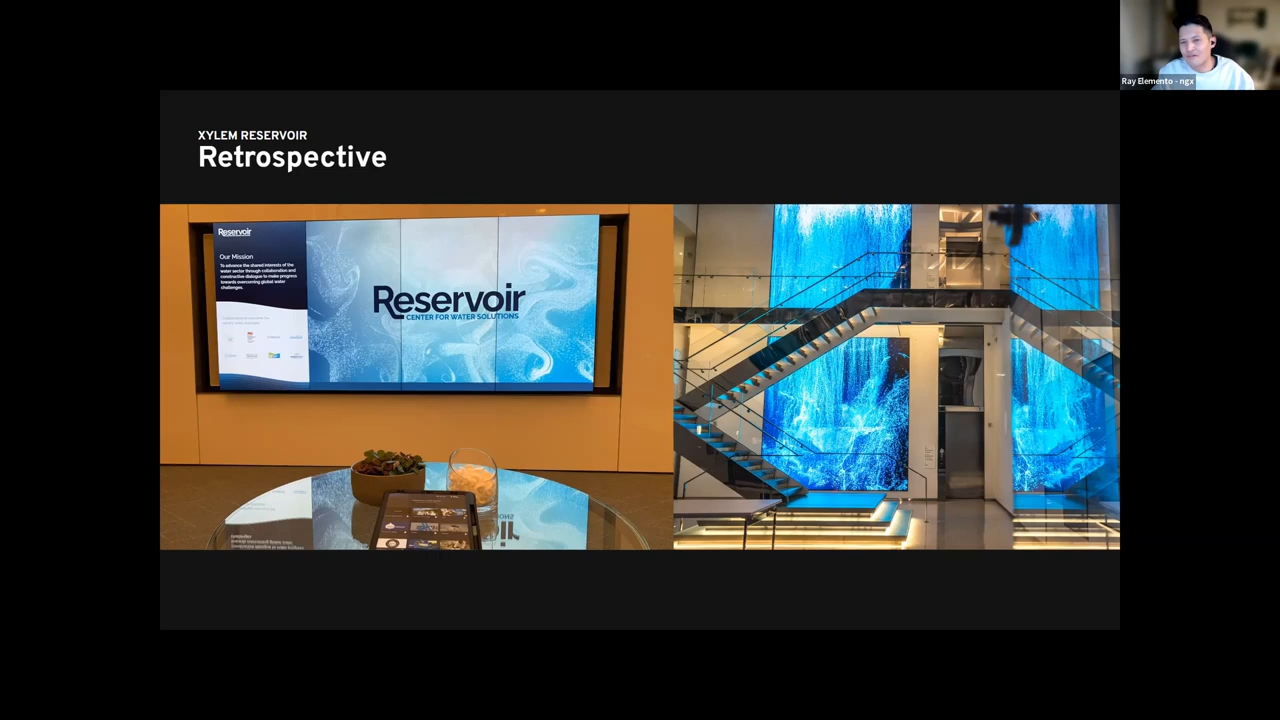 XYLEM RESERVOIR
Retrospective
Reservoir
Our Mission
To advance the shared interests of the
water sector through collaboration and
constructive dialogue to make progress
towards overcoming global water
challenges.
Reservoir
CENTER FOR WATER SOLUTIONS
Ray Elemento - ngx